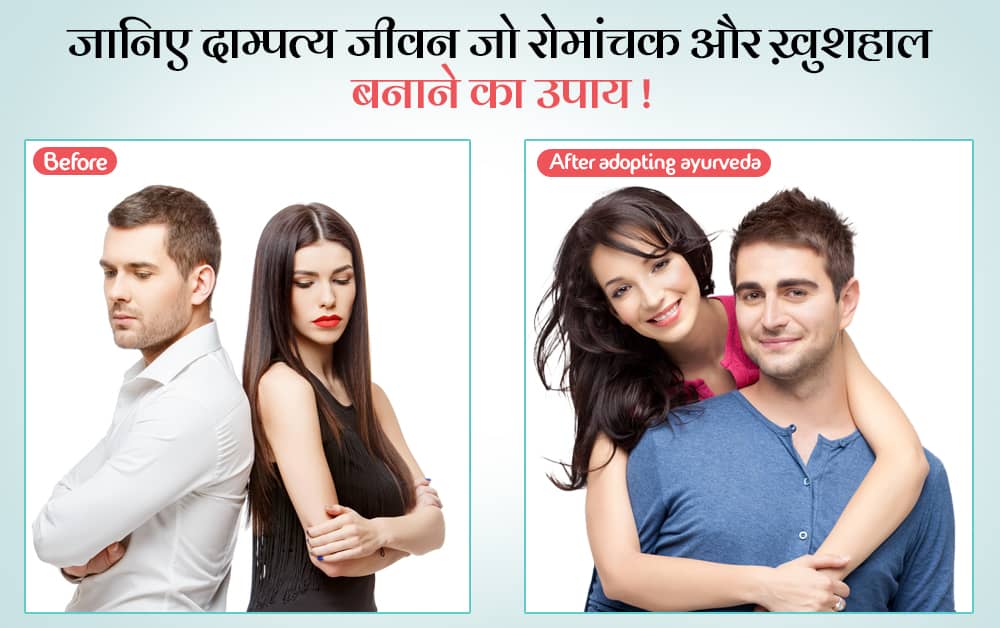 जानिए दाम्पत्य जीवन जो रोमांचक और ख़ुशहाल
बनाने का उपाय !
Before
After adopting ayurveda